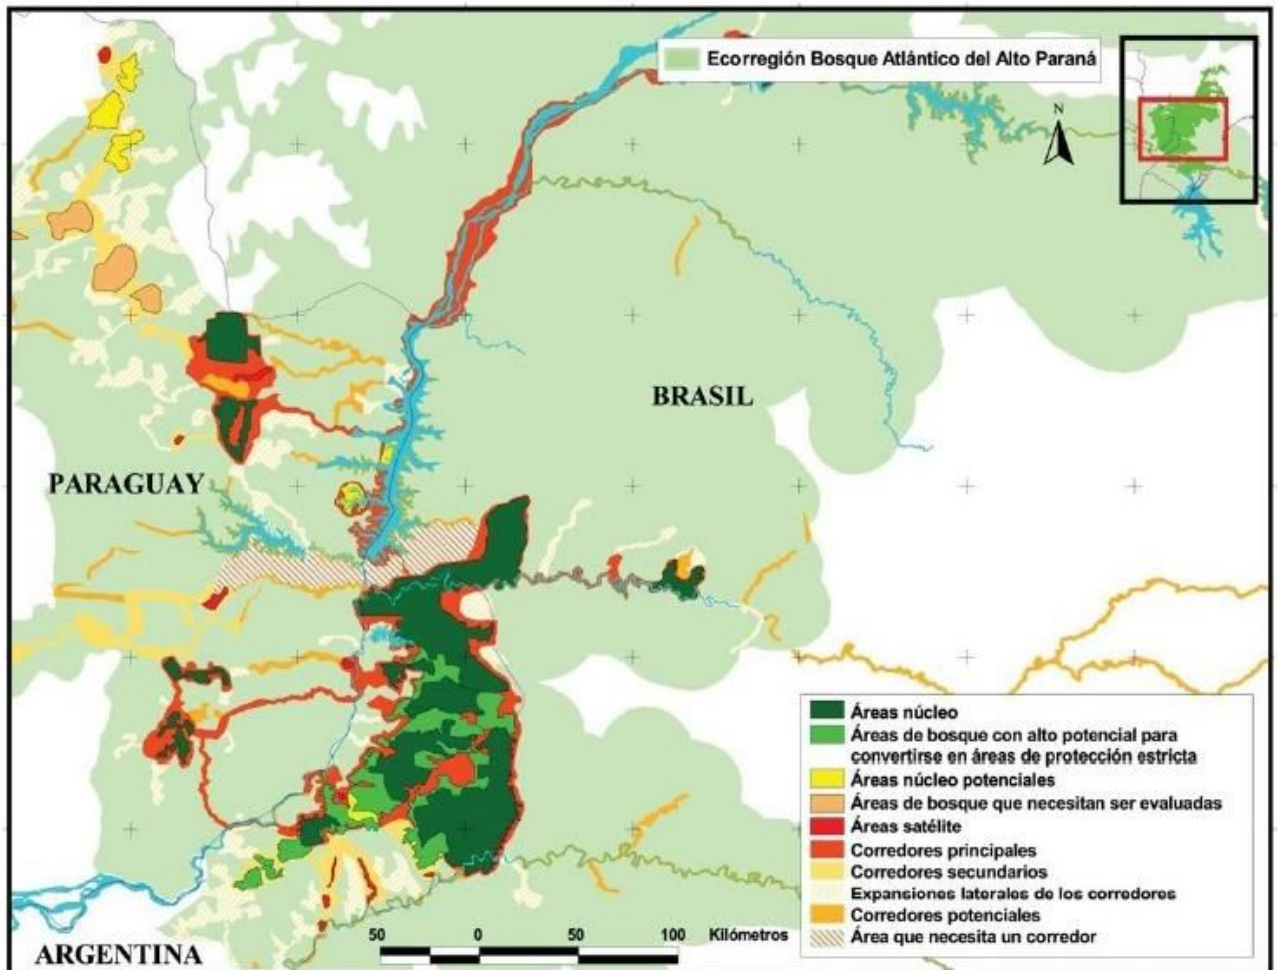 Ecorregión Bosque Atlántico del Alto Paraná
N
BRASIL
PARAGUAY
Áreas núcleo
Áreas de bosque con alto potencial para
convertirse en áreas de protección estricta
Áreas núcleo potenciales
Áreas de bosque que necesitan ser evaluadas
Áreas satélite
Corredores principales
Corredores secundarios
Expansiones laterales de los corredores
Corredores potenciales
Área que necesita un corredor
50 0 50 100 Kilómetros
ARGENTINA